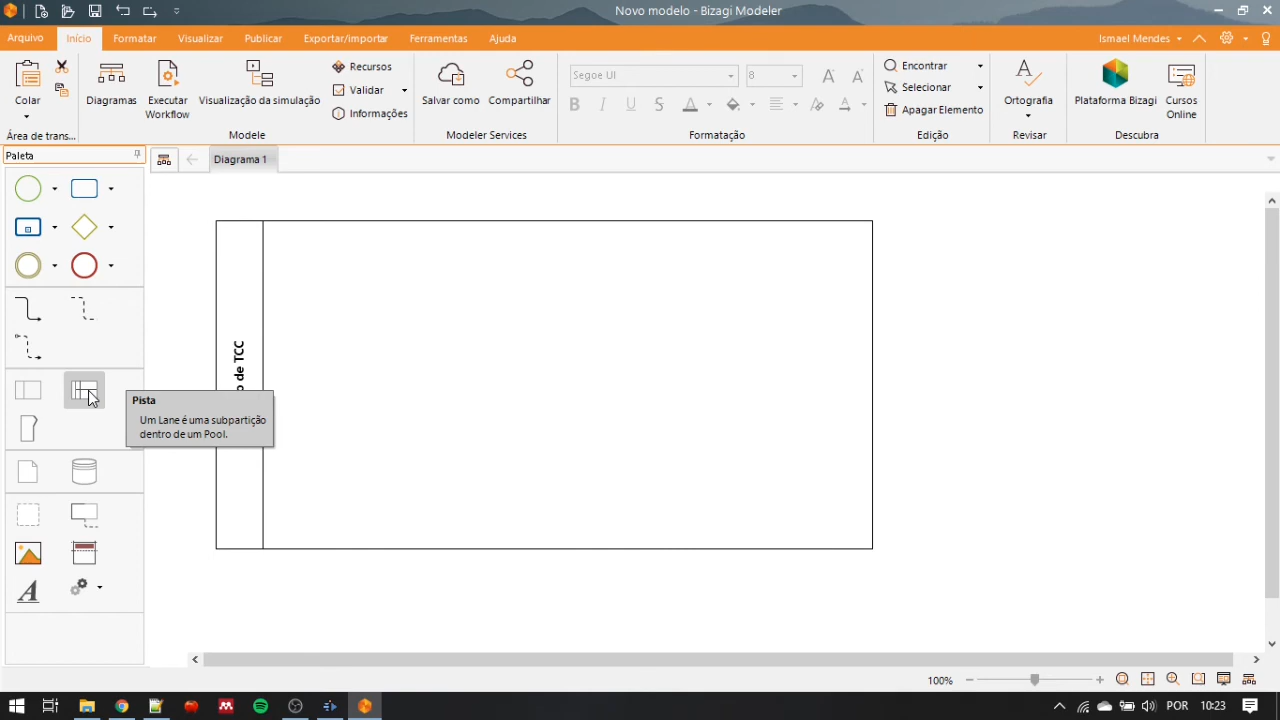 Novo modelo - Bizagi Modeler
Arquivo Início Formatar Visualizar Publicar Exportar/importar Ferramentas Ajuda Ismael Mendes
Colar
Área de trans...
Diagramas
Executar
Workflow
Visualização da simulação
Recursos
Validar
Informações
Modele
Salvar como Compartilhar
Modeler Services
Segoe UI 8
A A
B I U S A A
Formatação
Encontrar
Selecionar
Apagar Elemento
Edição
Ortografia
Revisar
Plataforma Bizagi
Cursos
Online
Descubra
Paleta
Diagrama 1
o de TCC
Pista
Um Lane é uma subpartição
dentro de um Pool.
A
100%
POR 10:23